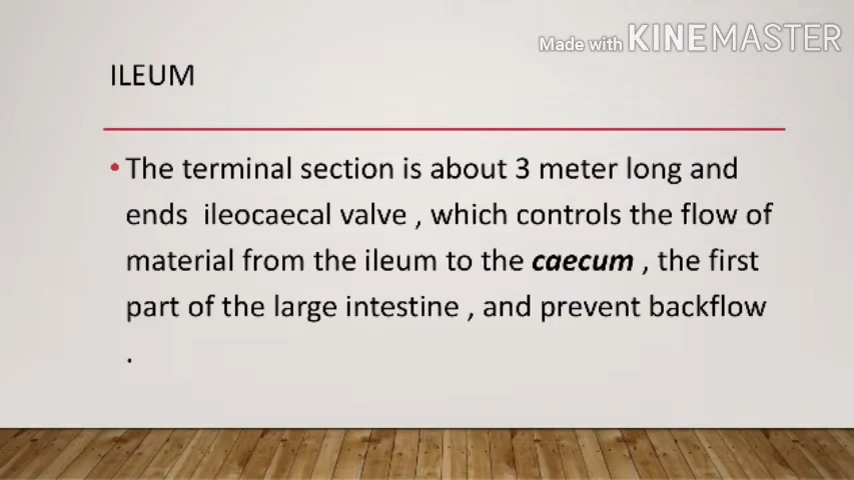 Made with KINEMASTER
ILEUM
• The terminal section is about 3 meter long and
ends  ileocaecal valve , which controls the flow of
material from the ileum to the caecum , the first
part of the large intestine , and prevent backflow
.